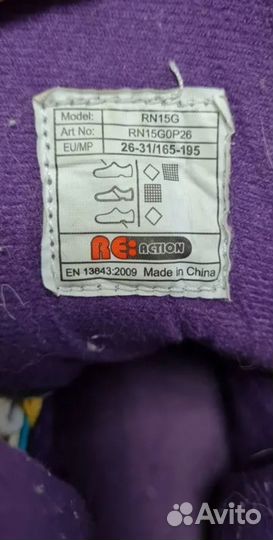 Model: RN15G
Art No: RN15G0P26
EU/MP 26-31/165-195
RE:ACTION
EN 13843:2009 Made in China
Avito